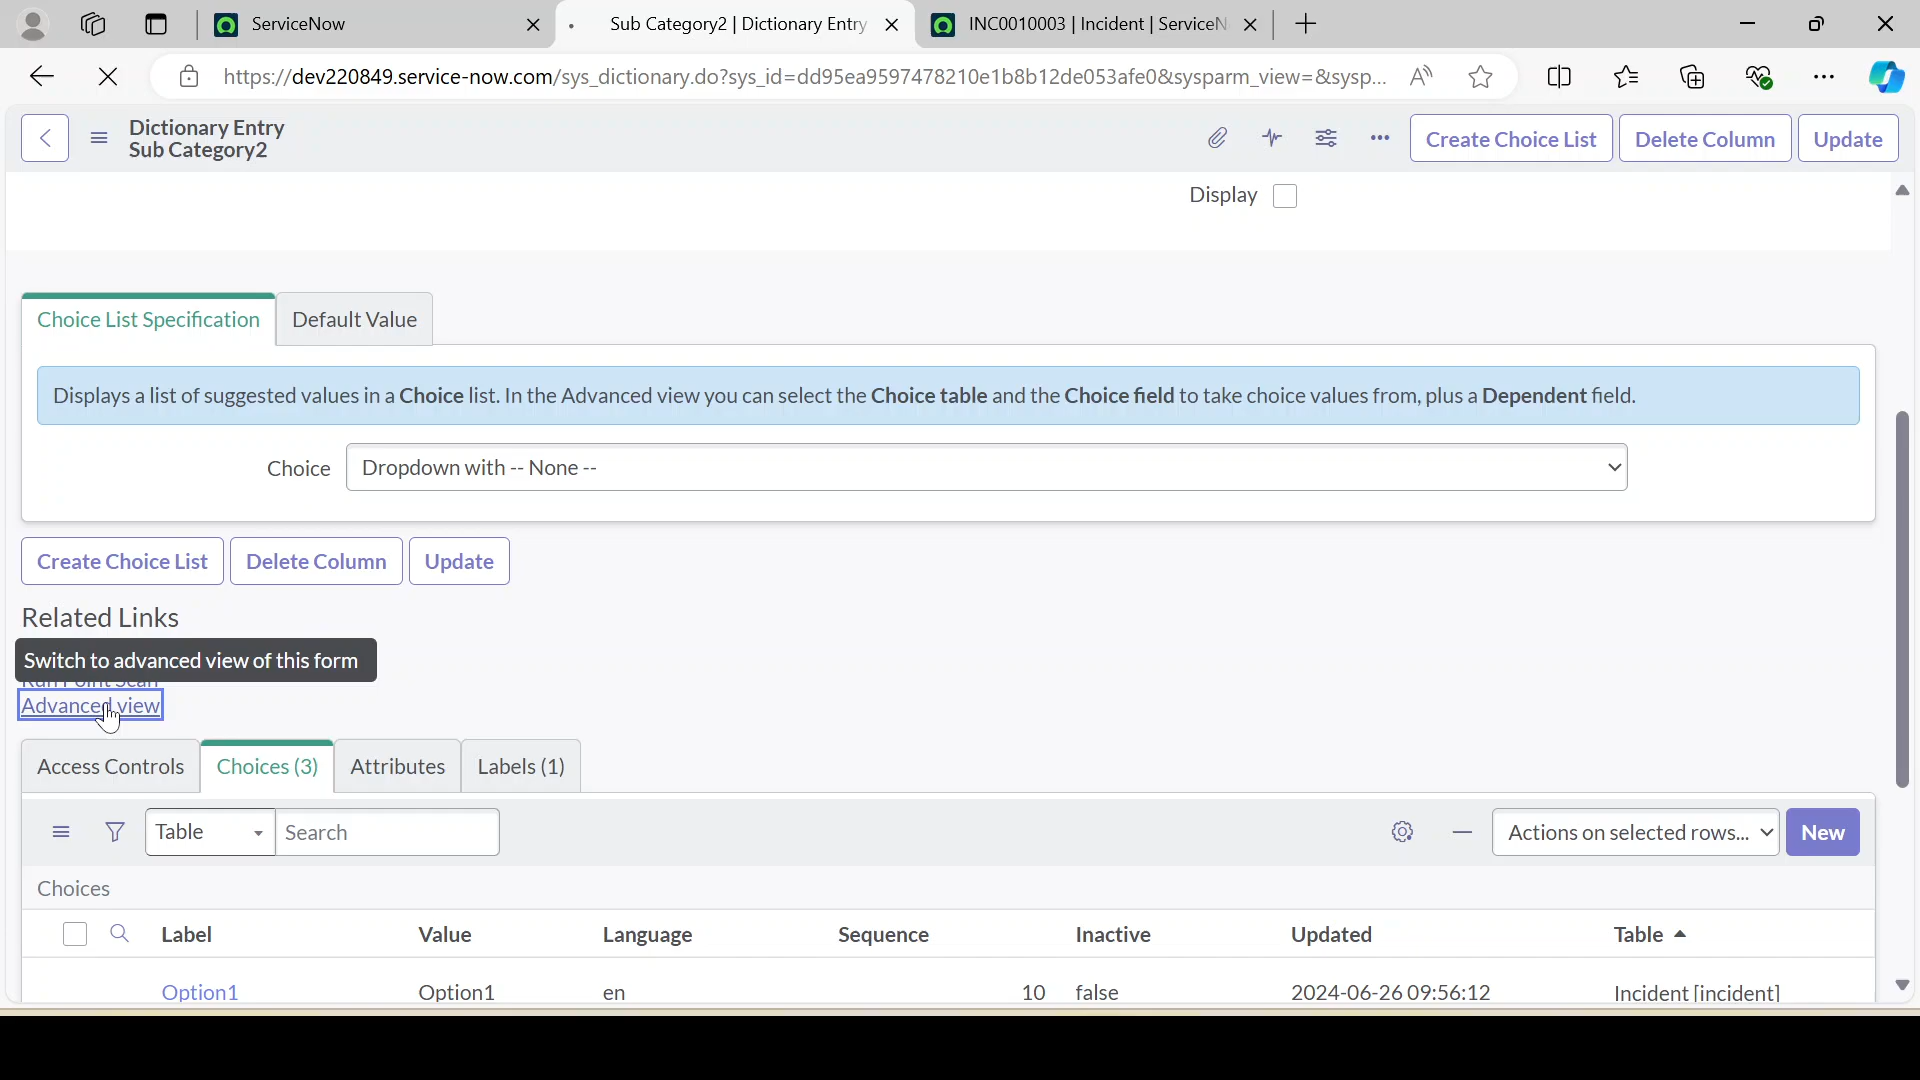 ServiceNow
Sub Category2 | Dictionary Entry
INC0010003 | Incident | ServiceN
https://dev220849.service-now.com/sys_dictionary.do?sys_id=dd95ea9597478210e1b8b12de053afe0&sysparm_view=&sysp...
Dictionary Entry
Sub Category2
Create Choice List
Delete Column
Update
Display
Choice List Specification
Default Value
Displays a list of suggested values in a Choice list. In the Advanced view you can select the Choice table and the Choice field to take choice values from, plus a Dependent field.
Choice
Dropdown with -- None --
Create Choice List
Delete Column
Update
Related Links
Switch to advanced view of this form
Run Point Scan
Advanced view
Access Controls
Choices (3)
Attributes
Labels (1)
Table
Search
Actions on selected rows...
New
Choices
Label Value Language Sequence Inactive Updated Table
Option1 Option1 en 10 false 2024-06-26 09:56:12 Incident [incident]